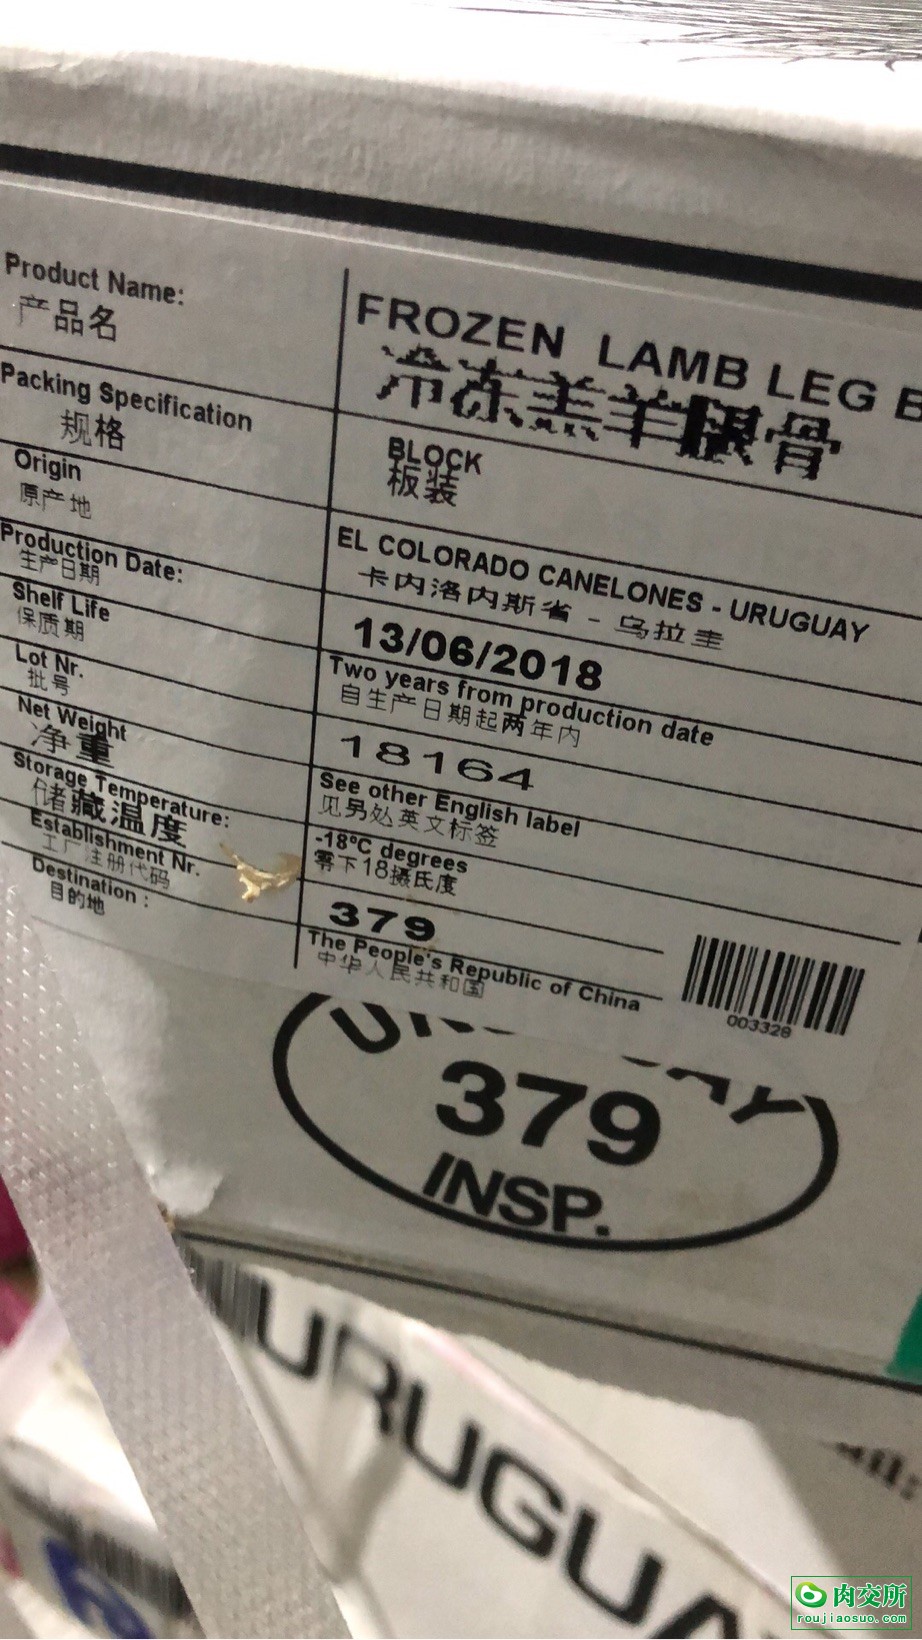 Product Name:
产品名
FROZEN LAMB LEG
冷冻羔羊眼骨
Packing Specification
规格
BLOCK
板装
Origin
原产地
EL COLORADO CANELONES - URUGUAY
卡内洛内斯省 - 乌拉圭
Production Date:
生产日期
13/06/2018
Shelf Life
保质期
Two years from production date
自生产日期起两年内
Lot Nr.
批号
18164
Net Weight
净重
See other English label
见另处英文标签
Storage Temperature:
储藏温度
-18ºC degrees
零下18摄氏度
Establishment Nr.
工厂注册代码
379
Destination :
目的地
The People's Republic of China
中华人民共和国
003328
379
INSP.
URUGUA
肉交所
roujiaosuo.com